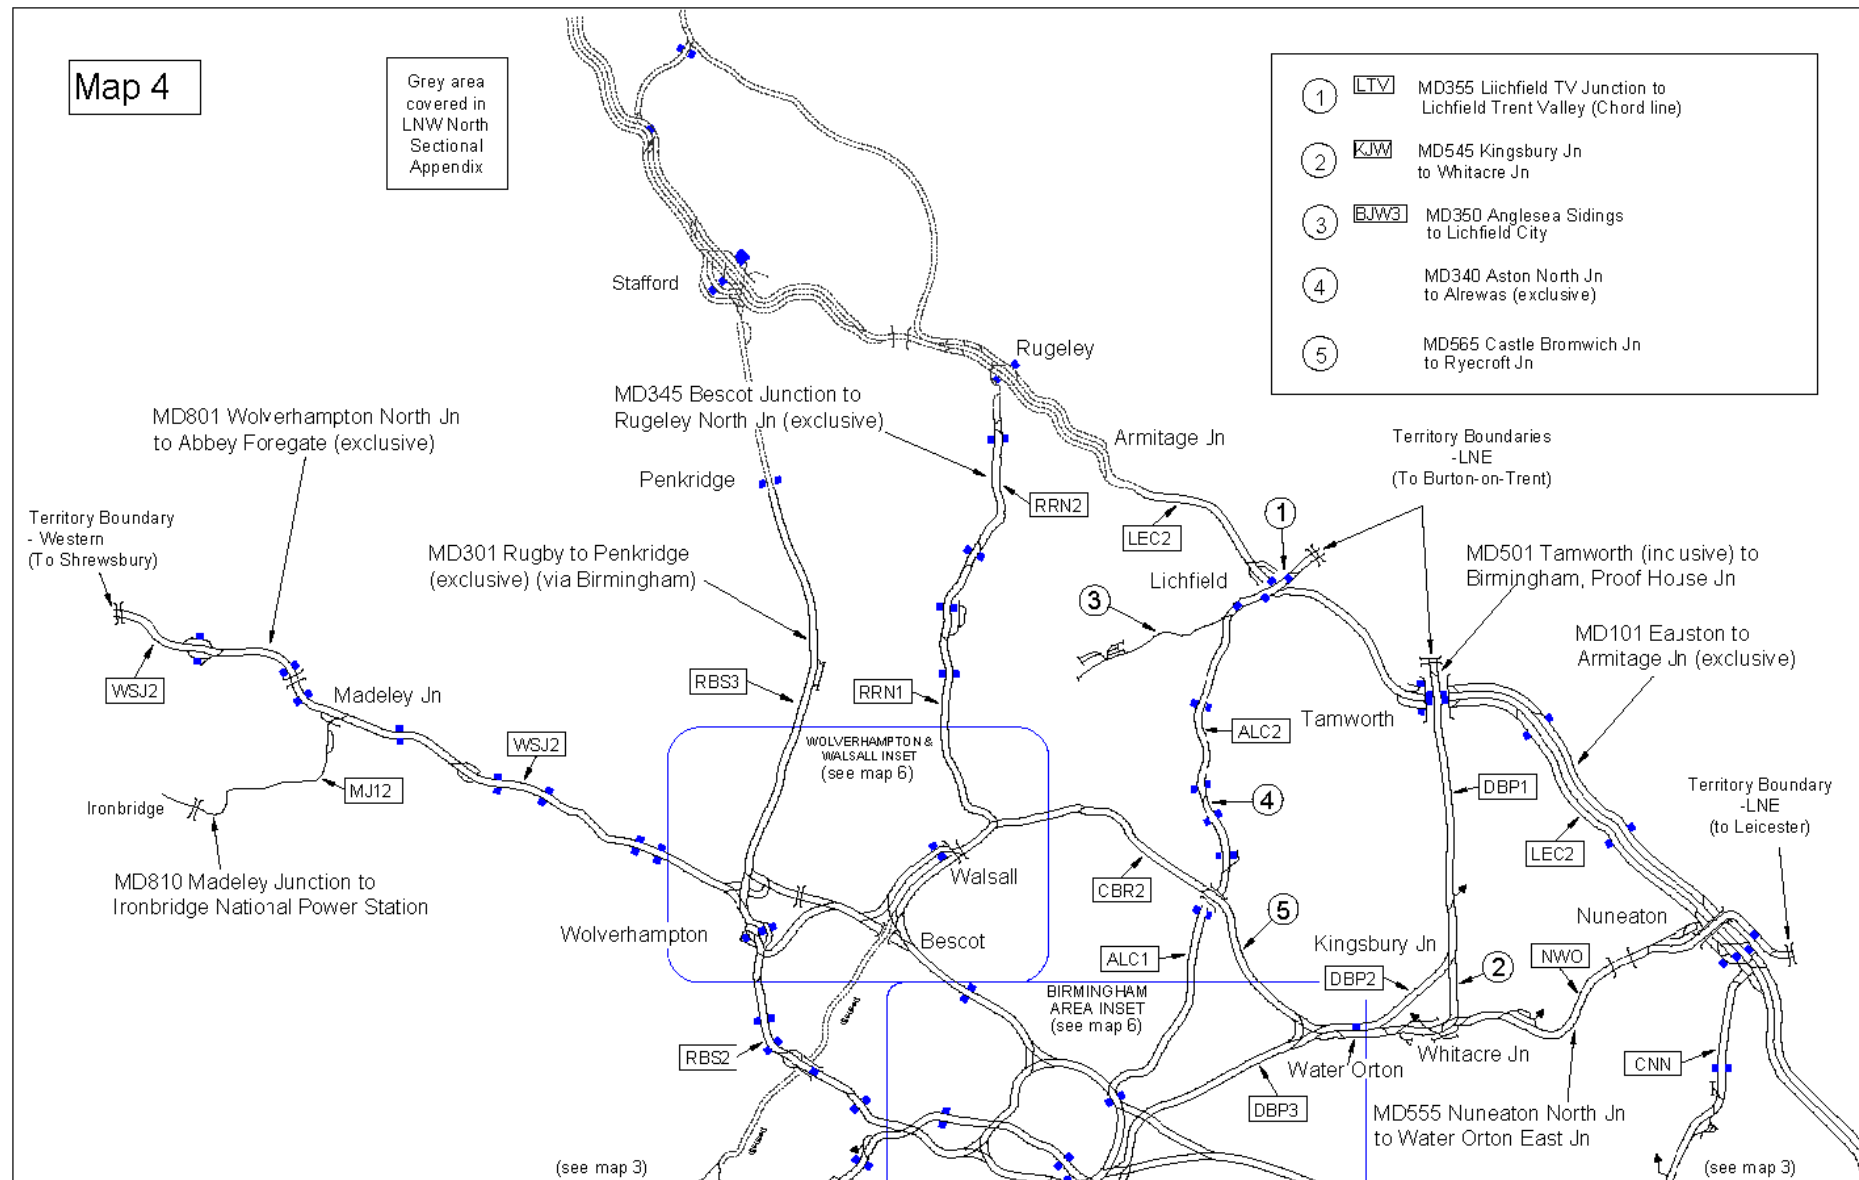 Map 4
Grey area
covered in
LNW North
Sectional
Appendix
1 LTV MD355 Liichfield TV Junction to
Lichfield Trent Valley (Chord line)
2 KJW MD545 Kingsbury Jn
to Whitacre Jn
3 BJW3 MD350 Anglesea Sidings
to Lichfield City
4 MD340 Aston North Jn
to Alrewas (exclusive)
5 MD565 Castle Bromwich Jn
to Ryecroft Jn
Stafford
Rugeley
MD345 Bescot Junction to
Rugeley North Jn (exclusive)
MD801 Wolverhampton North Jn
to Abbey Foregate (exclusive)
Armitage Jn
Territory Boundaries
-LNE
(To Burton-on-Trent)
Penkridge
RRN2
LEC2
1
Territory Boundary
- Western
(To Shrewsbury)
MD301 Rugby to Penkridge
(exclusive) (via Birmingham)
MD501 Tamworth (inc usive) to
Birmingham, Proof House Jn
Lichfield
3
MD101 Eauston to
Armitage Jn (exclusive)
WSJ2
RBS3
RRN1
Madeley Jn
Tamworth
ALC2
WSJ2
WOLVERHAMPTON &
WALSALL INSET
(see map 6)
MJ12
Ironbridge
4
DBP1
Territory Boundary
-LNE
(to Leicester)
LEC2
MD810 Madeley Junction to
Ironbridge National Power Station
Walsall
CBR2
5
Nuneaton
Wolverhampton
Bescot
Kingsbury Jn
ALC1
DBP2
2
NWO
BIRMINGHAM
AREA INSET
(see map 6)
RBS2
Whitacre Jn
Water Orton
CNN
DBP3
MD555 Nuneaton North Jn
to Water Orton East Jn
(see map 3)
(see map 3)